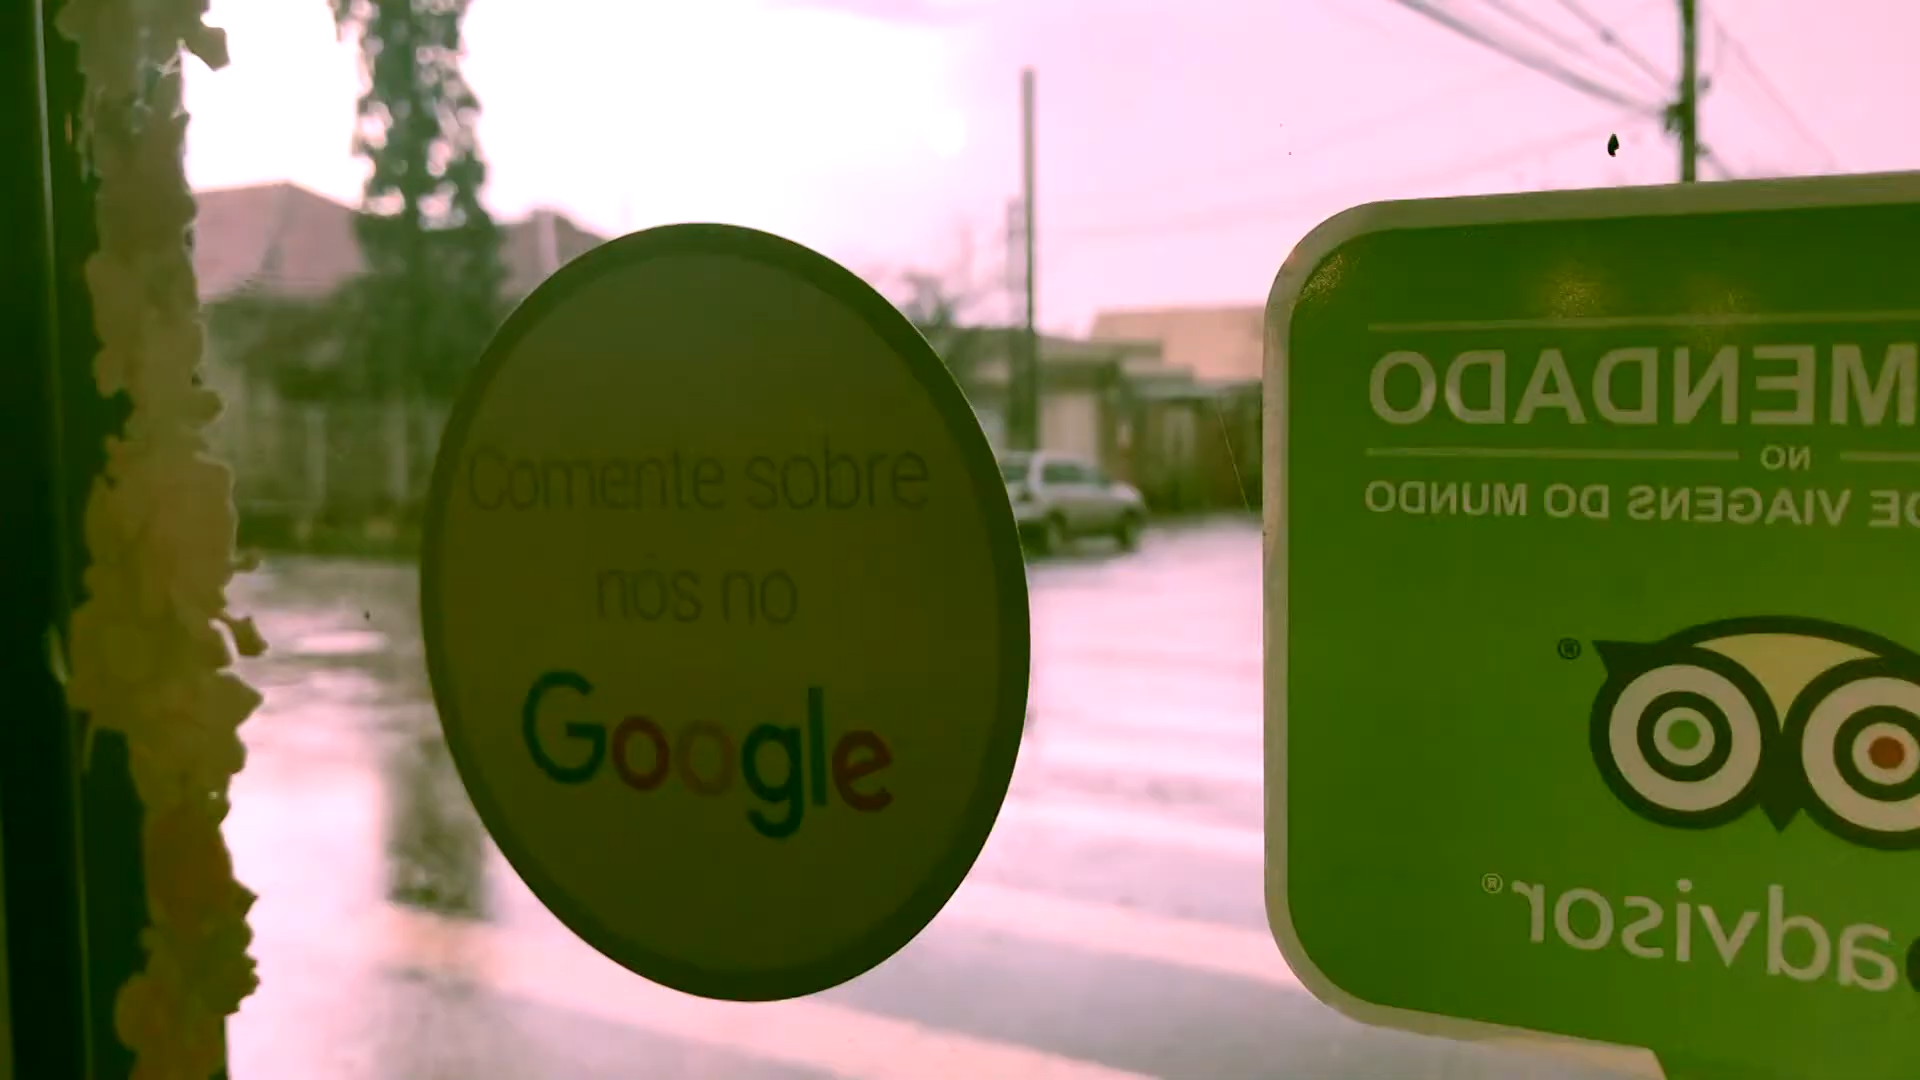 Comente sobre
nós no
Google
MENDADO
NO
DE VIAGENS DO MUNDO
®
advisor®